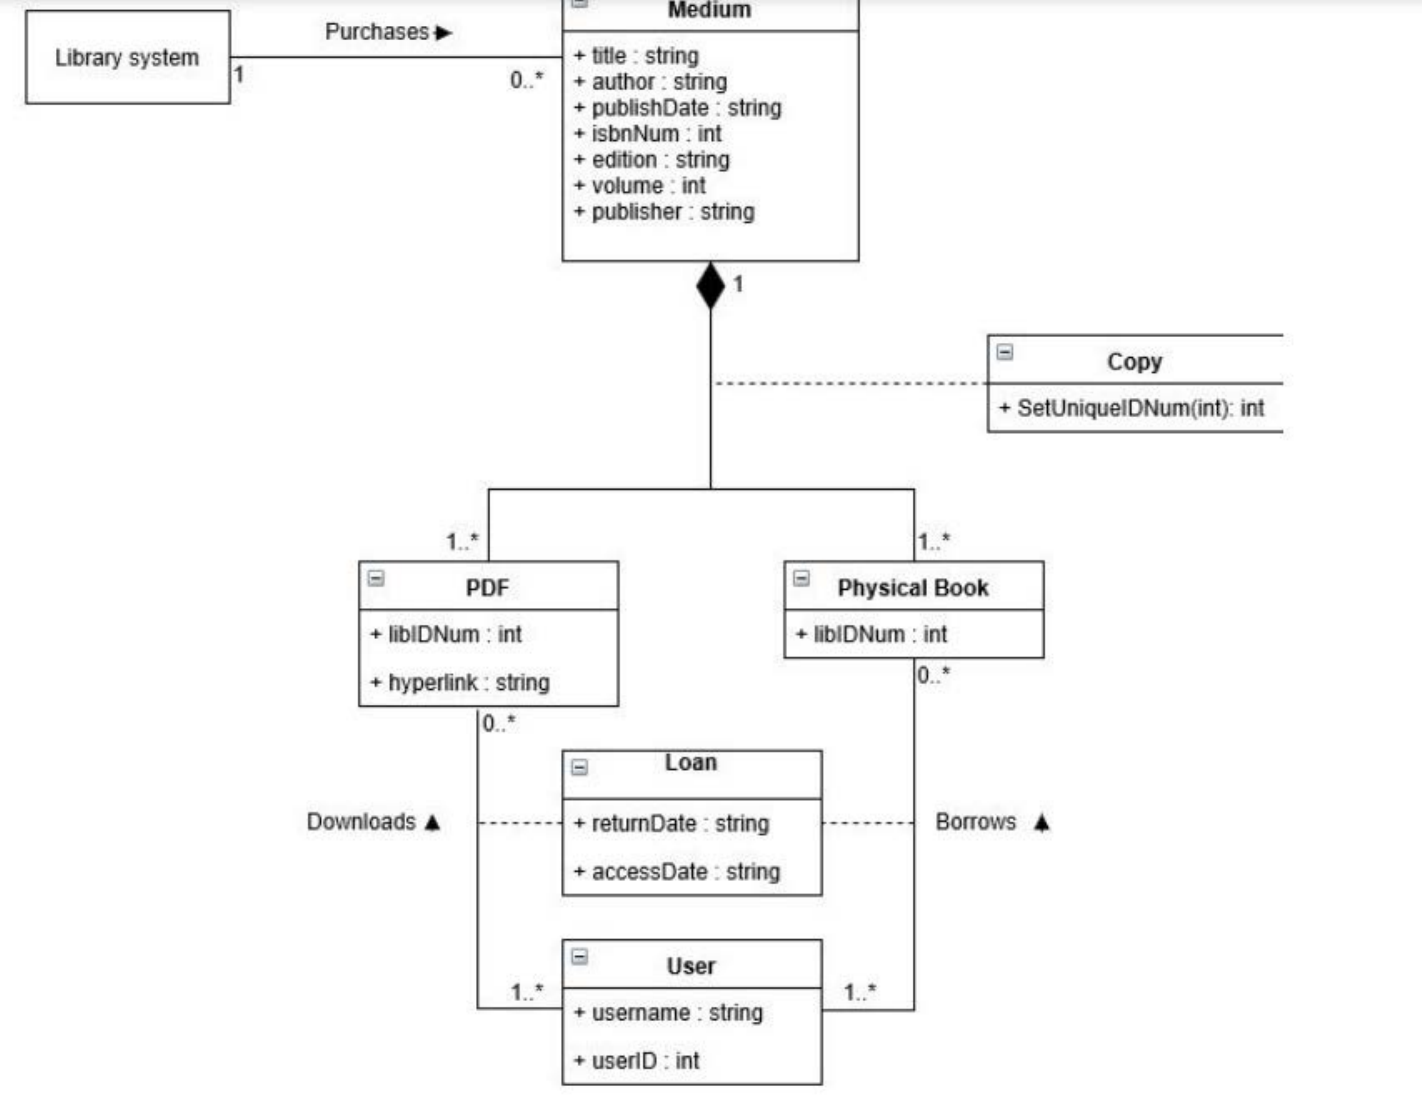 Medium
Purchases ▶
Library system
1
0..*
+ title : string
+ author : string
+ publishDate : string
+ isbnNum : int
+ edition : string
+ volume : int
+ publisher : string
1
Copy
+ SetUniqueIDNum(int): int
1..*
1..*
PDF
+ libIDNum : int
+ hyperlink : string
Physical Book
+ libIDNum : int
0..*
0..*
Loan
+ returnDate : string
+ accessDate : string
Downloads ▲
Borrows ▲
User
1..*
1..*
+ username : string
+ userID : int